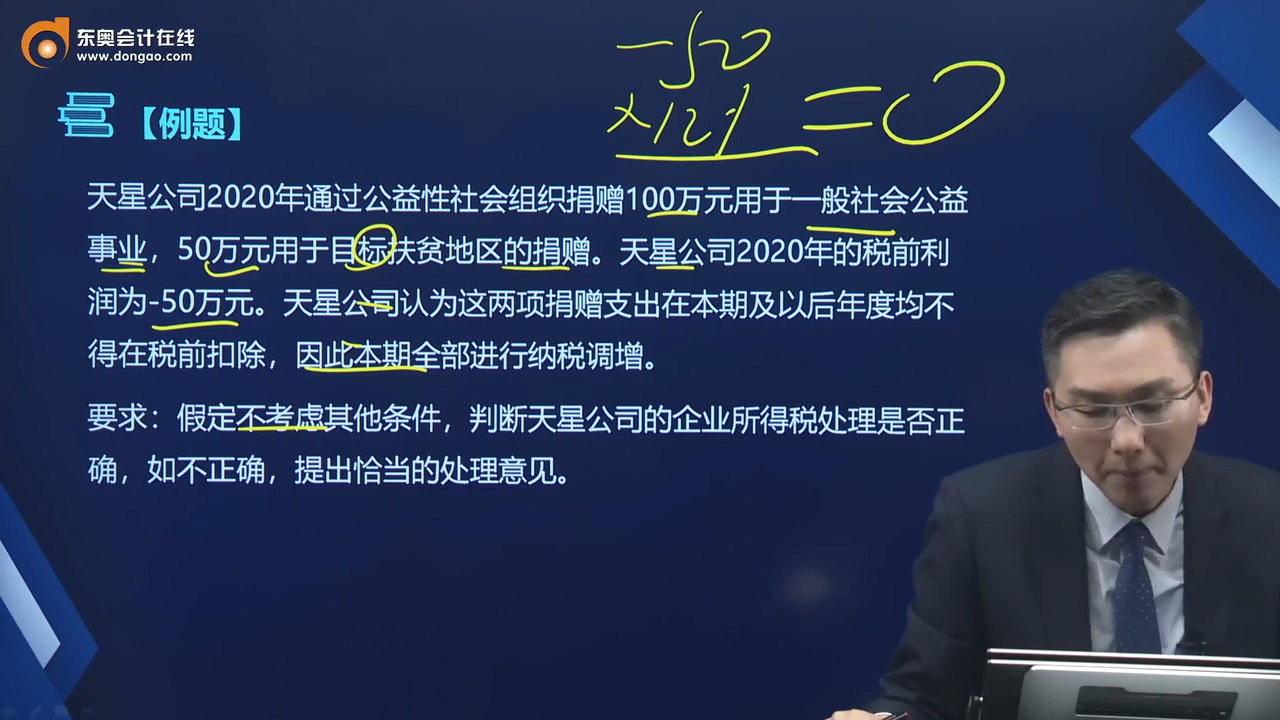 东奥会计在线
www.dongao.com
-50
×12%
=0
【例题】
天星公司2020年通过公益性社会组织捐赠100万元用于一般社会公益
事业，50万元用于目标扶贫地区的捐赠。天星公司2020年的税前利
润为-50万元。天星公司认为这两项捐赠支出在本期及以后年度均不
得在税前扣除，因此本期全部进行纳税调增。
要求：假定不考虑其他条件，判断天星公司的企业所得税处理是否正
确，如不正确，提出恰当的处理意见。